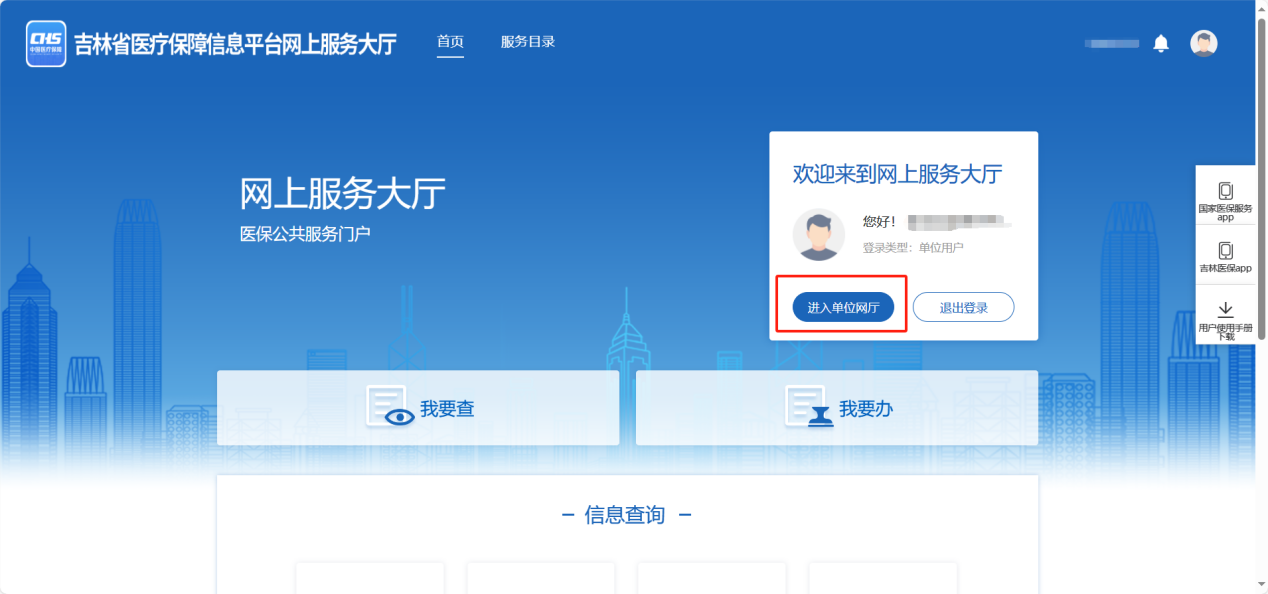 CHS
中国医疗保障
吉林省医疗保障信息平台网上服务大厅
首页
服务目录
网上服务大厅
医保公共服务门户
欢迎来到网上服务大厅
您好！
登录类型：单位用户
进入单位网厅
退出登录
国家医保服务
app
吉林医保app
用户使用手册
下载
我要查
我要办
信息查询